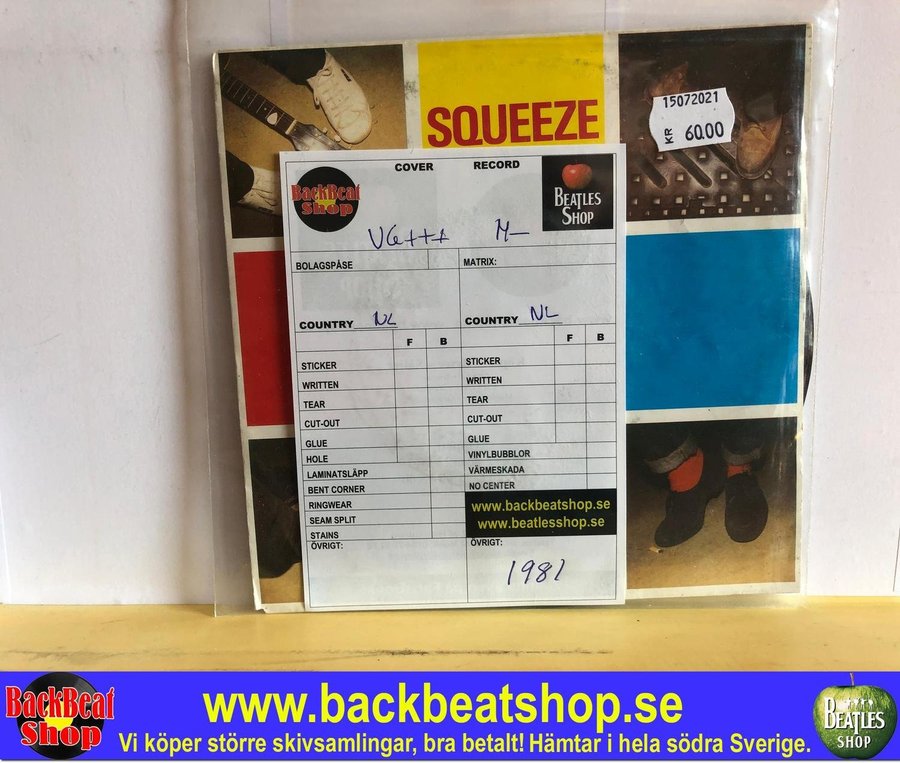 SQUEEZE
15072021
KR 60.00
BackBeat
Shop
COVER RECORD
BEATLES
SHOP
VG+++ M-
BOLAGSPÅSE MATRIX:
COUNTRY NL COUNTRY NL
F B F B
STICKER STICKER
WRITTEN WRITTEN
TEAR TEAR
CUT-OUT CUT-OUT
GLUE GLUE
HOLE VINYLBUBBLOR
LAMINATSLÄPP VÄRMESKADA
BENT CORNER NO CENTER
RINGWEAR www.backbeatshop.se
SEAM SPLIT www.beatlesshop.se
STAINS
ÖVRIGT: ÖVRIGT:
1981
BackBeat
Shop
www.backbeatshop.se
Vi köper större skivsamlingar, bra betalt! Hämtar i hela södra Sverige.
BEATLES
SHOP